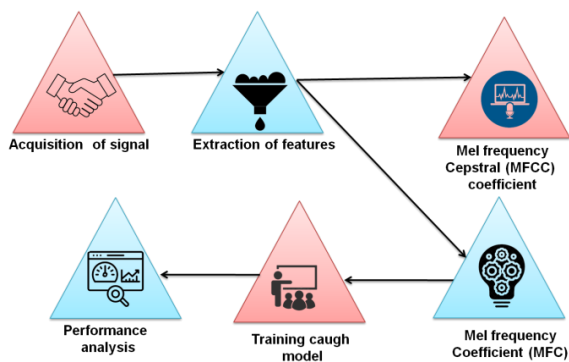 Acquisition of signal
Extraction of features
Mel frequency
Cepstral (MFCC)
coefficient
Performance
analysis
Training caugh
model
Mel frequency
Coefficient (MFC)